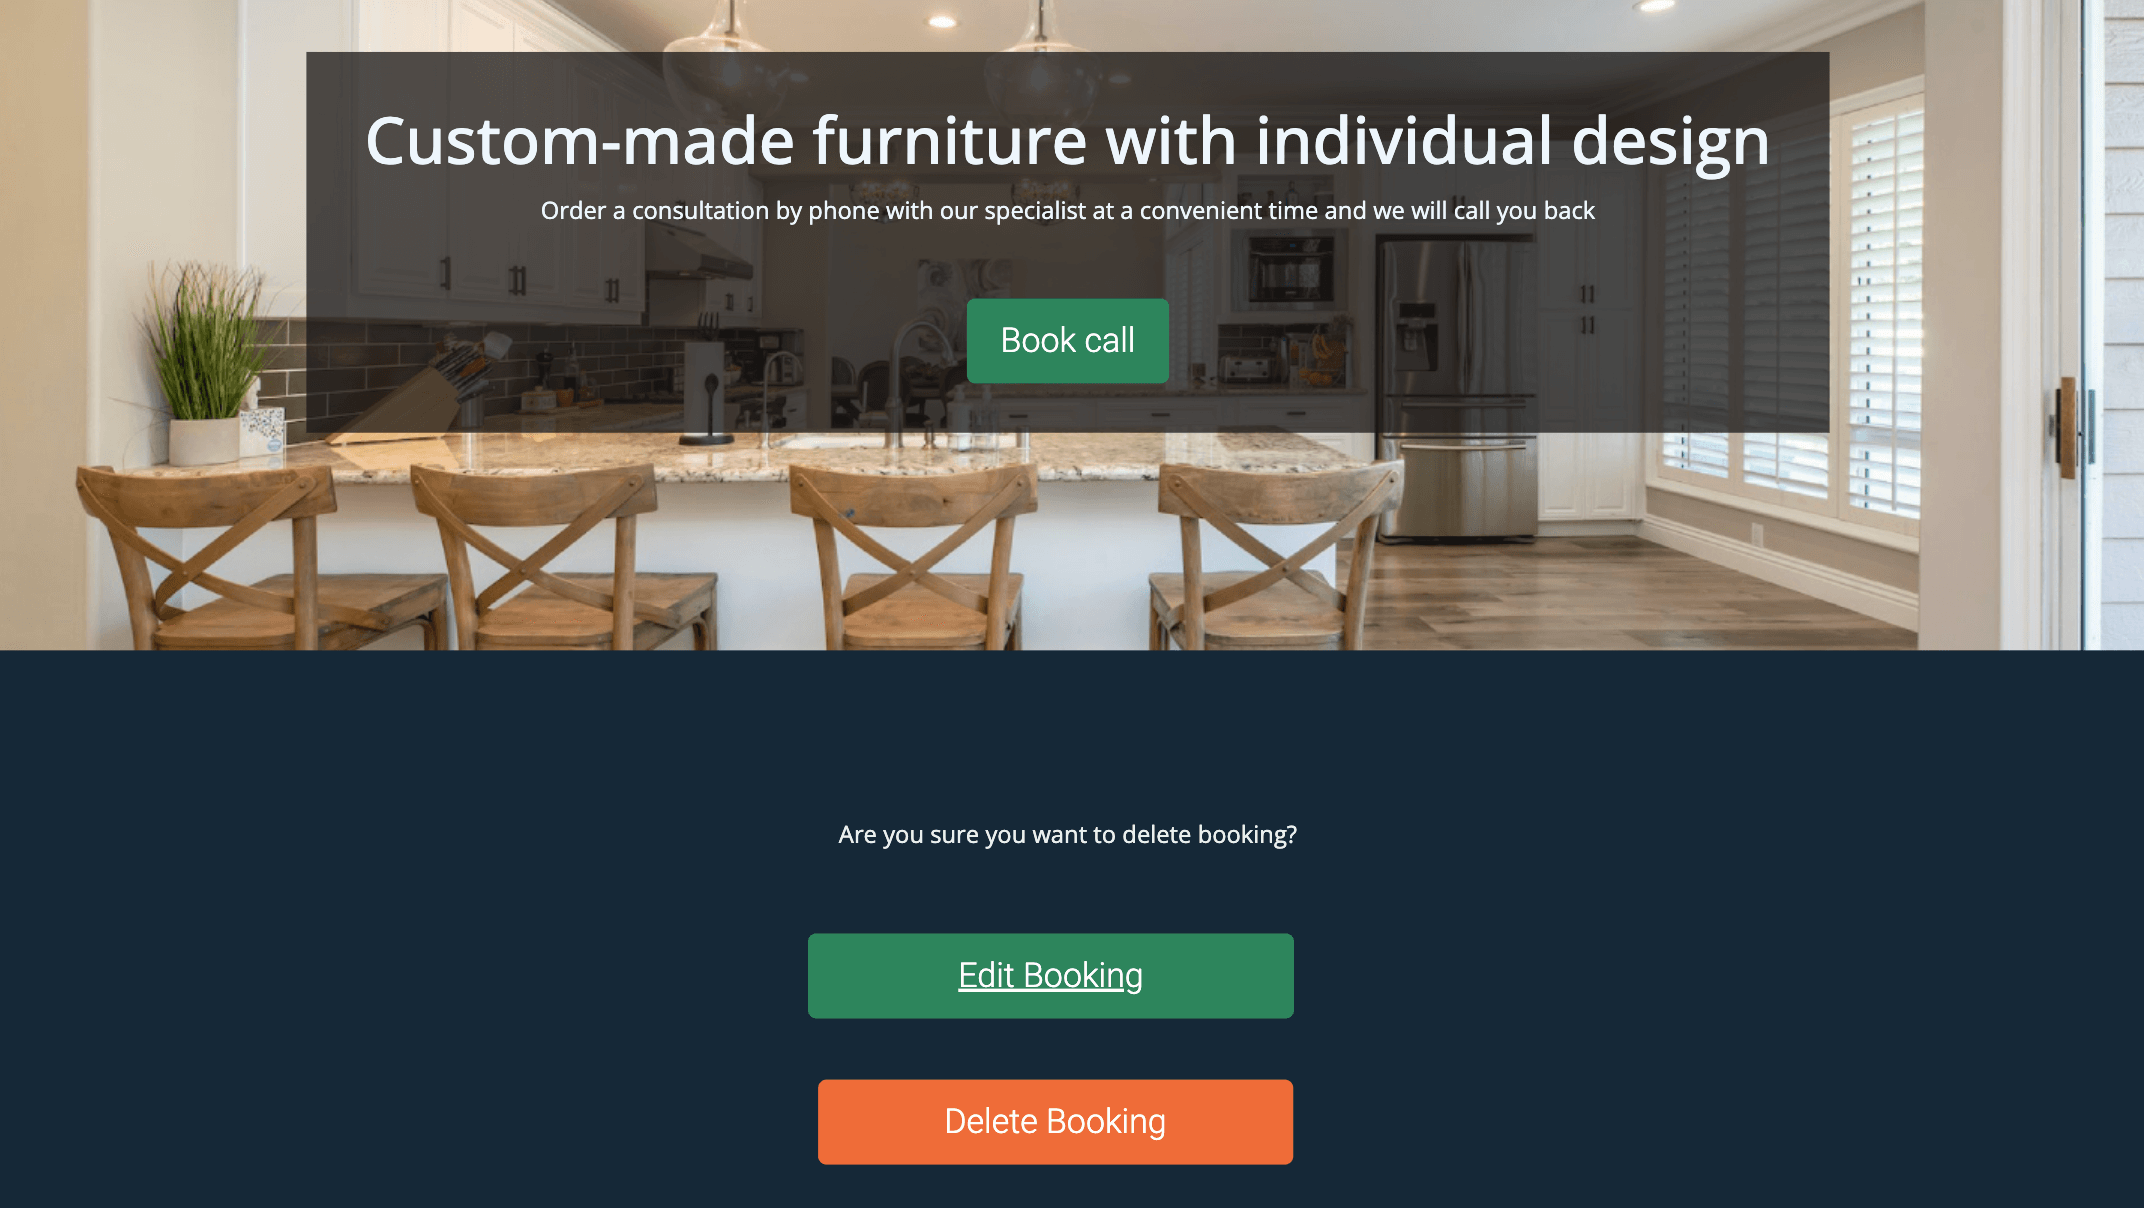 Custom-made furniture with individual design
Order a consultation by phone with our specialist at a convenient time and we will call you back
Book call
Are you sure you want to delete booking?
Edit Booking
Delete Booking